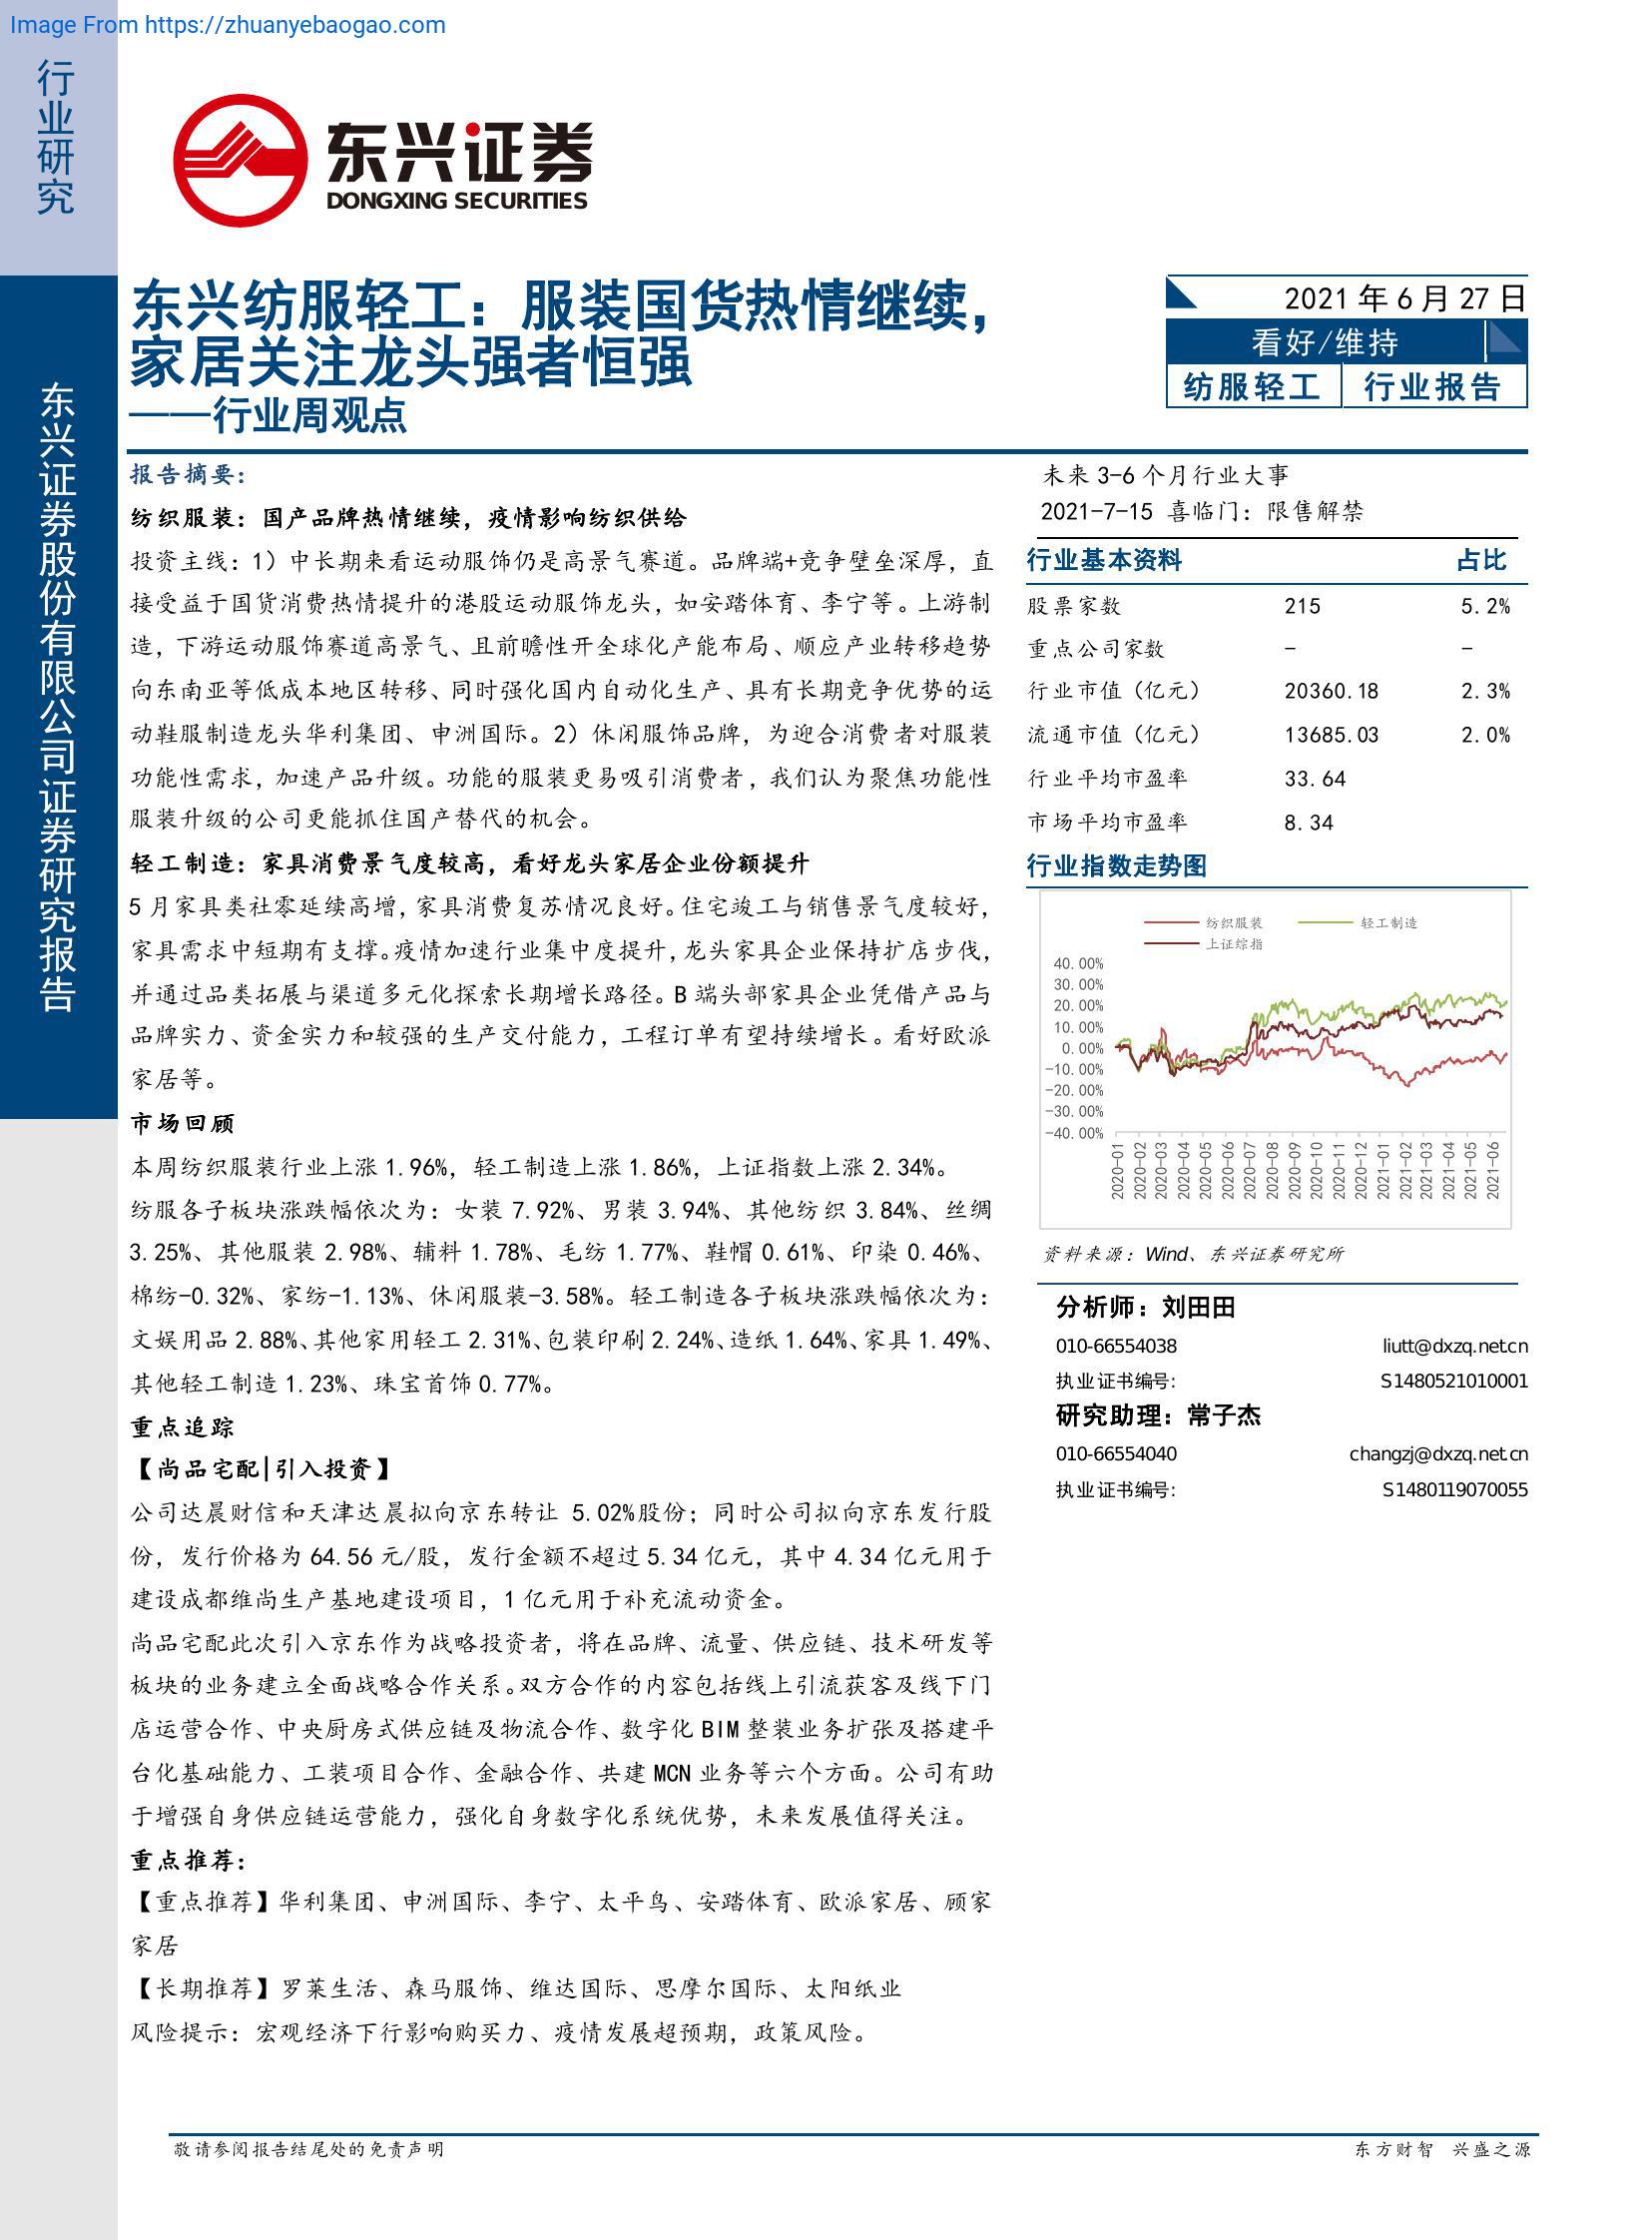 Image From https://zhuanyebaogao.com
行业研究
东兴证券股份有限公司证券研究报告
东兴证券
DONGXING SECURITIES
东兴纺服轻工：服装国货热情继续，
家居关注龙头强者恒强
——行业周观点
2021 年 6 月 27 日
看好/维持
纺服轻工 行业报告
报告摘要：
纺织服装：国产品牌热情继续，疫情影响纺织供给
投资主线：1）中长期来看运动服饰仍是高景气赛道。品牌端+竞争壁垒深厚，直
接受益于国货消费热情提升的港股运动服饰龙头，如安踏体育、李宁等。上游制
造，下游运动服饰赛道高景气、且前瞻性开全球化产能布局、顺应产业转移趋势
向东南亚等低成本地区转移、同时强化国内自动化生产、具有长期竞争优势的运
动鞋服制造龙头华利集团、申洲国际。2）休闲服饰品牌，为迎合消费者对服装
功能性需求，加速产品升级。功能的服装更易吸引消费者，我们认为聚焦功能性
服装升级的公司更能抓住国产替代的机会。
轻工制造：家具消费景气度较高，看好龙头家居企业份额提升
5 月家具类社零延续高增，家具消费复苏情况良好。住宅竣工与销售景气度较好，
家具需求中短期有支撑。疫情加速行业集中度提升，龙头家具企业保持扩店步伐，
并通过品类拓展与渠道多元化探索长期增长路径。B 端头部家具企业凭借产品与
品牌实力、资金实力和较强的生产交付能力，工程订单有望持续增长。看好欧派
家居等。
市场回顾
本周纺织服装行业上涨 1.96%，轻工制造上涨 1.86%，上证指数上涨 2.34%。
纺服各子板块涨跌幅依次为：女装 7.92%、男装 3.94%、其他纺织 3.84%、丝绸
3.25%、其他服装 2.98%、辅料 1.78%、毛纺 1.77%、鞋帽 0.61%、印染 0.46%、
棉纺-0.32%、家纺-1.13%、休闲服装-3.58%。轻工制造各子板块涨跌幅依次为：
文娱用品 2.88%、其他家用轻工 2.31%、包装印刷 2.24%、造纸 1.64%、家具 1.49%、
其他轻工制造 1.23%、珠宝首饰 0.77%。
重点追踪
【尚品宅配|引入投资】
公司达晨财信和天津达晨拟向京东转让 5.02%股份；同时公司拟向京东发行股
份，发行价格为 64.56 元/股，发行金额不超过 5.34 亿元，其中 4.34 亿元用于
建设成都维尚生产基地建设项目，1 亿元用于补充流动资金。
尚品宅配此次引入京东作为战略投资者，将在品牌、流量、供应链、技术研发等
板块的业务建立全面战略合作关系。双方合作的内容包括线上引流获客及线下门
店运营合作、中央厨房式供应链及物流合作、数字化 BIM 整装业务扩张及搭建平
台化基础能力、工装项目合作、金融合作、共建 MCN 业务等六个方面。公司有助
于增强自身供应链运营能力，强化自身数字化系统优势，未来发展值得关注。
重点推荐：
【重点推荐】华利集团、申洲国际、李宁、太平鸟、安踏体育、欧派家居、顾家
家居
【长期推荐】罗莱生活、森马服饰、维达国际、思摩尔国际、太阳纸业
风险提示：宏观经济下行影响购买力、疫情发展超预期，政策风险。
未来 3-6 个月行业大事
2021-7-15 喜临门：限售解禁
行业基本资料 占比
股票家数 215 5.2%
重点公司家数 - -
行业市值（亿元） 20360.18 2.3%
流通市值（亿元） 13685.03 2.0%
行业平均市盈率 33.64
市场平均市盈率 8.34
行业指数走势图
纺织服装 轻工制造
上证综指
40.00%
30.00%
20.00%
10.00%
0.00%
-10.00%
-20.00%
-30.00%
-40.00%
2020-01 2020-02 2020-03 2020-04 2020-05 2020-06 2020-07 2020-08 2020-09 2020-10 2020-11 2020-12 2021-01 2021-02 2021-03 2021-04 2021-05 2021-06
资料来源：Wind、东兴证券研究所
分析师：刘田田
010-66554038 liutt@dxzq.net.cn
执业证书编号: S1480521010001
研究助理：常子杰
010-66554040 changzj@dxzq.net.cn
执业证书编号: S1480119070055
敬请参阅报告结尾处的免责声明
东方财智 兴盛之源